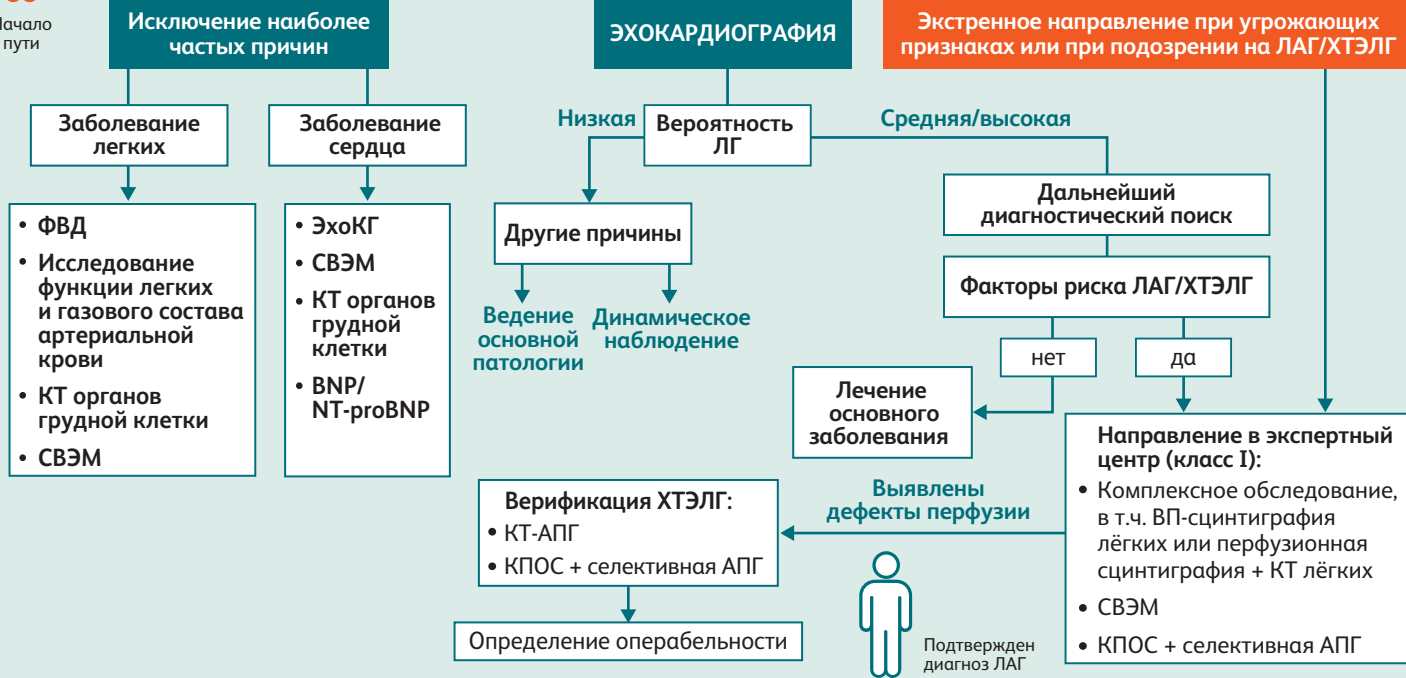 Начало
пути
Исключение наиболее
частых причин
ЭХОКАРДИОГРАФИЯ
Экстренное направление при угрожающих
признаках или при подозрении на ЛАГ/ХТЭЛГ
Заболевание
легких
Заболевание
сердца
Низкая
Вероятность
ЛГ
Средняя/высокая
• ФВД
• Исследование
функции легких
и газового состава
артериальной
крови
• КТ органов
грудной клетки
• СВЭМ
• ЭхоКГ
• СВЭМ
• КТ органов
грудной
клетки
• BNP/
NT-proBNP
Другие причины
Ведение
основной
патологии
Динамическое
наблюдение
Дальнейший
диагностический поиск
Факторы риска ЛАГ/ХТЭЛГ
нет
да
Лечение
основного
заболевания
Направление в экспертный
центр (класс I):
• Комплексное обследование,
в т.ч. ВП-сцинтиграфия
лёгких или перфузионная
сцинтиграфия + КТ лёгких
• СВЭМ
• КПОС + селективная АПГ
Выявлены
дефекты перфузии
Верификация ХТЭЛГ:
• КТ-АПГ
• КПОС + селективная АПГ
Определение операбельности
Подтвержден
диагноз ЛАГ